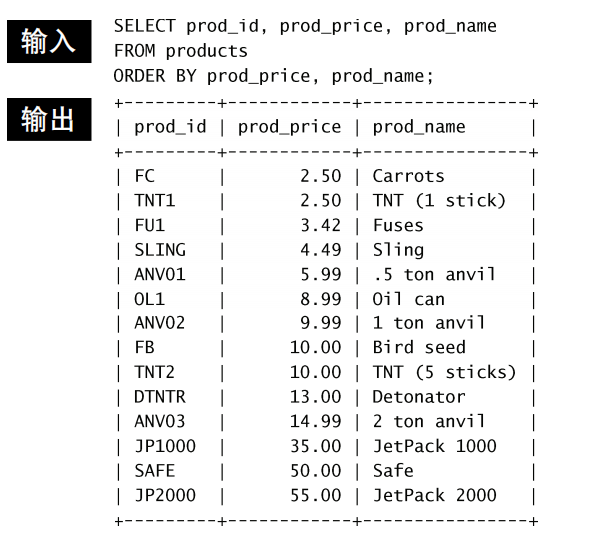 输入
SELECT prod_id, prod_price, prod_name
FROM products
ORDER BY prod_price, prod_name;
输出
+---------+------------+----------------+
| prod_id | prod_price | prod_name      |
+---------+------------+----------------+
| FC      |       2.50 | Carrots        |
| TNT1    |       2.50 | TNT (1 stick)  |
| FU1     |       3.42 | Fuses          |
| SLING   |       4.49 | Sling          |
| ANV01   |       5.99 | .5 ton anvil   |
| OL1     |       8.99 | Oil can        |
| ANV02   |       9.99 | 1 ton anvil    |
| FB      |      10.00 | Bird seed      |
| TNT2    |      10.00 | TNT (5 sticks) |
| DTNTR   |      13.00 | Detonator      |
| ANV03   |      14.99 | 2 ton anvil    |
| JP1000  |      35.00 | JetPack 1000   |
| SAFE    |      50.00 | Safe           |
| JP2000  |      55.00 | JetPack 2000   |
+---------+------------+----------------+